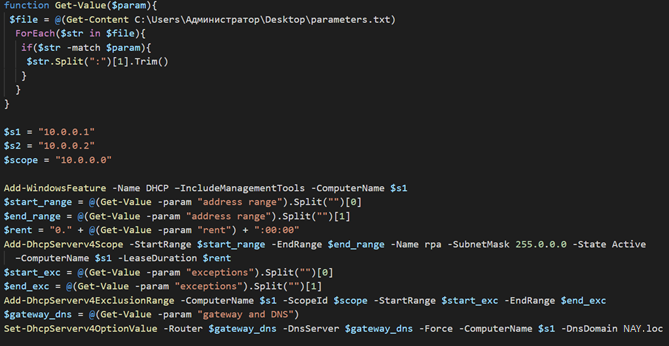 function Get-Value($param){
$file = @(Get-Content C:\Users\Администратор\Desktop\parameters.txt)
ForEach($str in $file){
if($str -match $param){
$str.Split(":")[1].Trim()
}
}
}
$s1 = "10.0.0.1"
$s2 = "10.0.0.2"
$scope = "10.0.0.0"
Add-WindowsFeature -Name DHCP –IncludeManagementTools -ComputerName $s1
$start_range = @(Get-Value -param "address range").Split("")[0]
$end_range = @(Get-Value -param "address range").Split("")[1]
$rent = "0." + @(Get-Value -param "rent") + ":00:00"
Add-DhcpServerv4Scope -StartRange $start_range -EndRange $end_range -Name rpa -SubnetMask 255.0.0.0 -State Active
–ComputerName $s1 -LeaseDuration $rent
$start_exc = @(Get-Value -param "exceptions").Split("")[0]
$end_exc = @(Get-Value -param "exceptions").Split("")[1]
Add-DhcpServerv4ExclusionRange -ComputerName $s1 -ScopeId $scope -StartRange $start_exc -EndRange $end_exc
$gateway_dns = @(Get-Value -param "gateway and DNS")
Set-DhcpServerv4OptionValue -Router $gateway_dns -DnsServer $gateway_dns -Force -ComputerName $s1 -DnsDomain NAY.loc